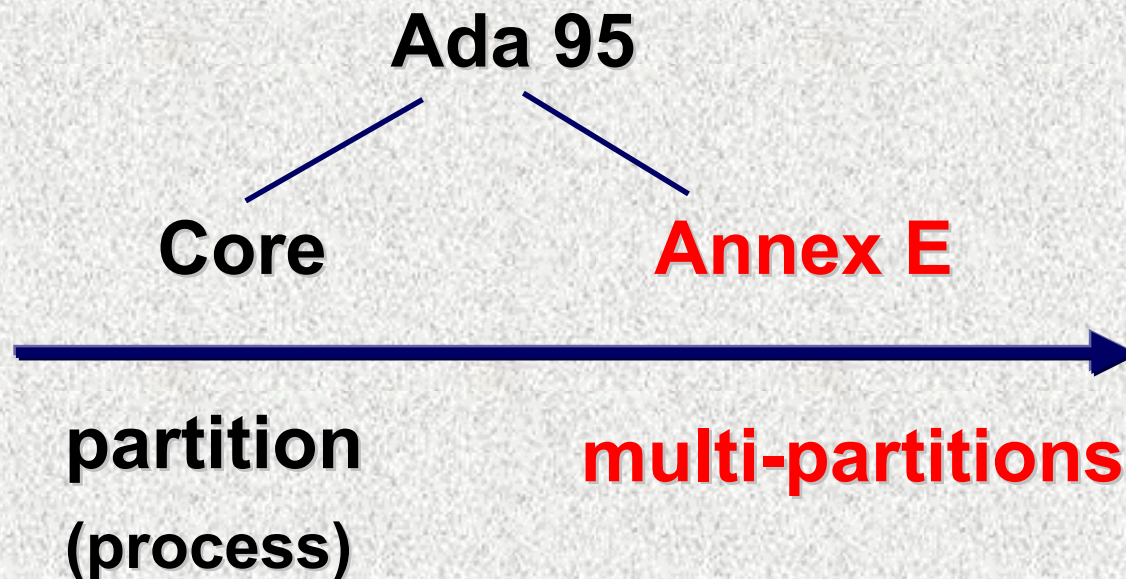 Ada 95
Core
Annex E
partition
multi-partitions
(process)